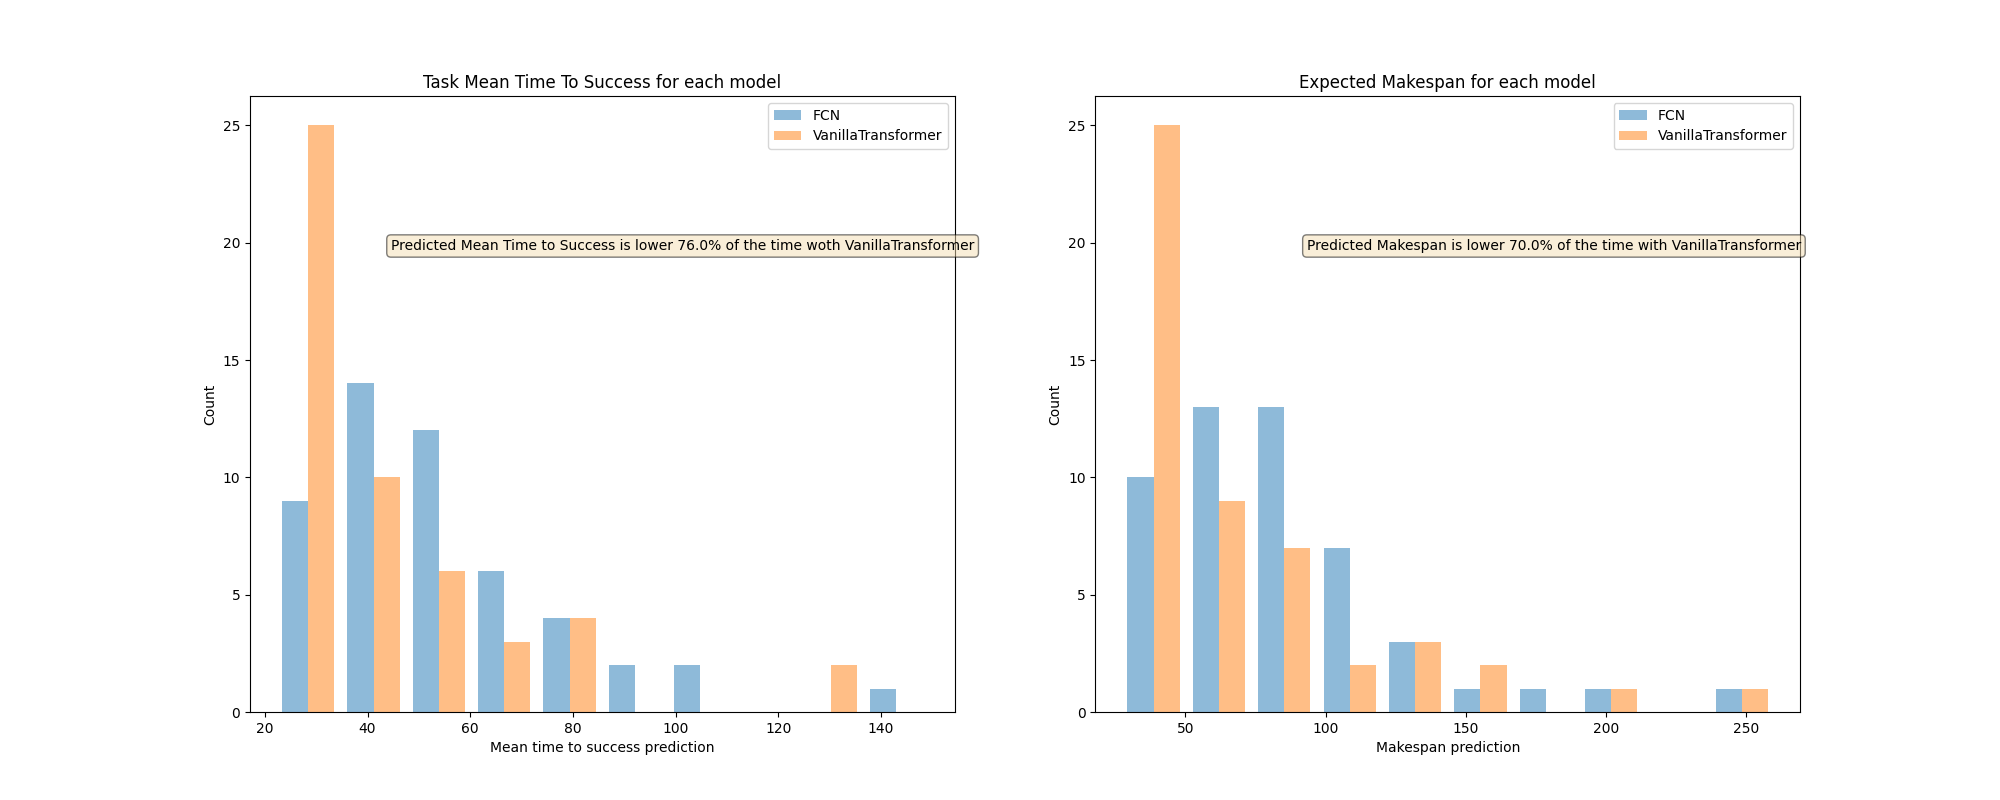 Task Mean Time To Success for each model
FCN
VanillaTransformer
Predicted Mean Time to Success is lower 76.0% of the time woth VanillaTransformer
Count
25
20
15
10
5
0
20 40 60 80 100 120 140
Mean time to success prediction
Expected Makespan for each model
FCN
VanillaTransformer
Predicted Makespan is lower 70.0% of the time with VanillaTransformer
Count
25
20
15
10
5
0
50 100 150 200 250
Makespan prediction